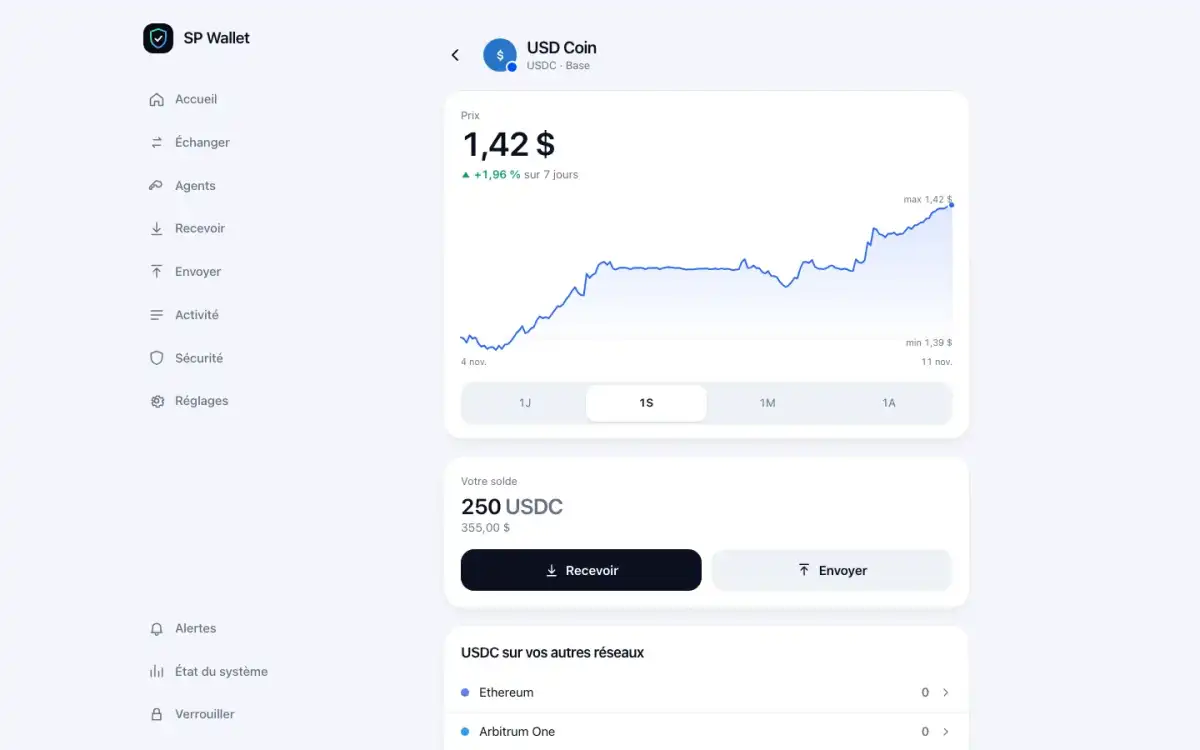 SP Wallet
Accueil
Échanger
Agents
Recevoir
Envoyer
Activité
Sécurité
Réglages
Alertes
État du système
Verrouiller
$
USD Coin
USDC · Base
Prix
1,42 $
▲ +1,96 % sur 7 jours
max 1,42 $
min 1,39 $
4 nov.
11 nov.
1J
1S
1M
1A
Votre solde
250 USDC
355,00 $
Recevoir
Envoyer
USDC sur vos autres réseaux
Ethereum 0
Arbitrum One 0